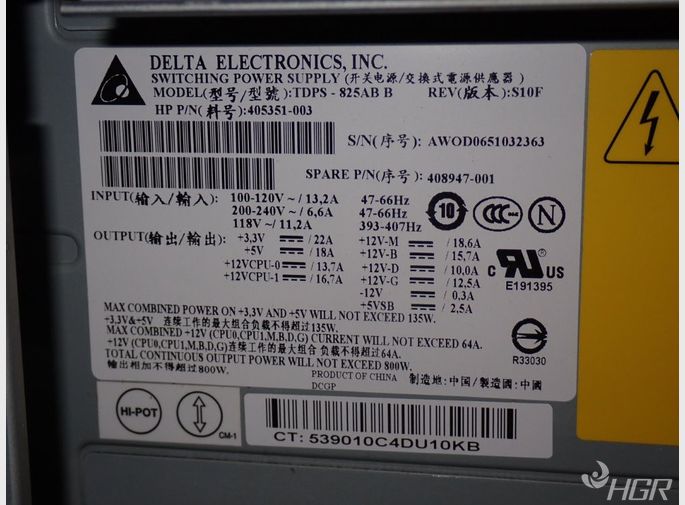 DELTA ELECTRONICS, INC.
SWITCHING POWER SUPPLY (开关电源/交換式電源供應器)
MODEL(型号/型號):TDPS - 825AB B REV(版本):S10F
HP P/N(料号) 405351-003
S/N(序号): AWOD0651032363
SPARE P/N(序号): 408947-001
INPUT(输入/輸入) 100-120V~/13,2A 47-66Hz
200-240V~/6,6A 47-66Hz
118V~/11,2A 393-407Hz
OUTPUT(输出/輸出): +3,3V / 22A +12V-M / 18,6A
+5V / 18A +12V-B / 15,7A
+12VCPU-0 / 13,7A +12V-D / 10,0A
+12VCPU-1 / 16,7A +12V-G / 12,5A
-12V / 0,3A
+5VSB / 2,5A
10
CCC
N
c RU US
E191395
MAX COMBINED POWER ON +3,3V AND +5V WILL NOT EXCEED 135W.
+3,3V&+5V 连续工作的最大组合负载不得超过135W.
MAX COMBINED +12V (CPU0,CPU1,M,B,D,G) CURRENT WILL NOT EXCEED 64A.
+12V (CPU0,CPU1,M,B,D,G)连续工作的最大组合负载不得超过64A.
TOTAL CONTINUOUS OUTPUT POWER WILL NOT EXCEED 800W.
输出相加不得超过800W.
R33030
PRODUCT OF CHINA 制造地:中国/製造國:中國
DCGP
HI-POT
CM-1
CT: 539010C4DU10KB
HGR